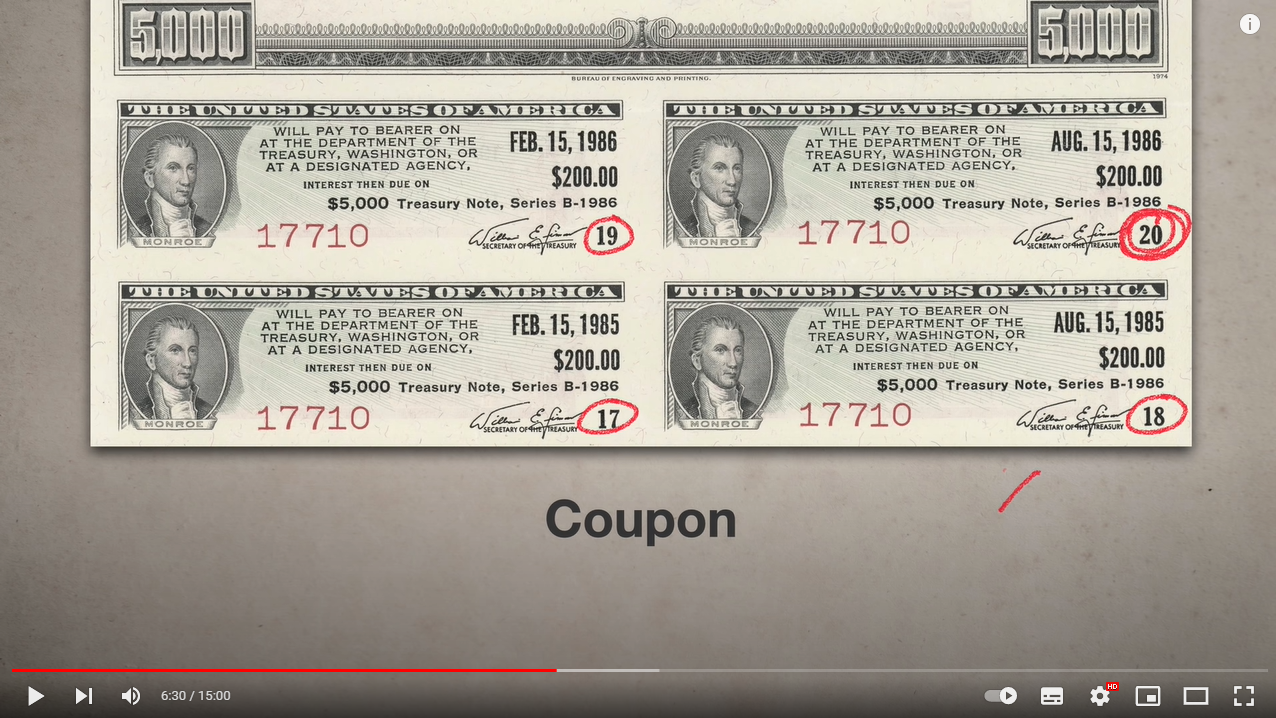 5,000 5,000
BUREAU OF ENGRAVING AND PRINTING.
1974
THE UNITED STATES OF AMERICA
WILL PAY TO BEARER ON
AT THE DEPARTMENT OF THE
TREASURY, WASHINGTON, OR
AT A DESIGNATED AGENCY,
INTEREST THEN DUE ON
FEB. 15, 1986
$200.00
$5,000 Treasury Note, Series B-1986
MONROE
17710
SECRETARY OF THE TREASURY
19
THE UNITED STATES OF AMERICA
WILL PAY TO BEARER ON
AT THE DEPARTMENT OF THE
TREASURY, WASHINGTON, OR
AT A DESIGNATED AGENCY,
INTEREST THEN DUE ON
AUG. 15, 1986
$200.00
$5,000 Treasury Note, Series B-1986
MONROE
17710
SECRETARY OF THE TREASURY
20
THE UNITED STATES OF AMERICA
WILL PAY TO BEARER ON
AT THE DEPARTMENT OF THE
TREASURY, WASHINGTON, OR
AT A DESIGNATED AGENCY,
INTEREST THEN DUE ON
FEB. 15, 1985
$200.00
$5,000 Treasury Note, Series B-1986
MONROE
17710
SECRETARY OF THE TREASURY
17
THE UNITED STATES OF AMERICA
WILL PAY TO BEARER ON
AT THE DEPARTMENT OF THE
TREASURY, WASHINGTON, OR
AT A DESIGNATED AGENCY,
INTEREST THEN DUE ON
AUG. 15, 1985
$200.00
$5,000 Treasury Note, Series B-1986
MONROE
17710
SECRETARY OF THE TREASURY
18
Coupon
6:30 / 15:00
HD